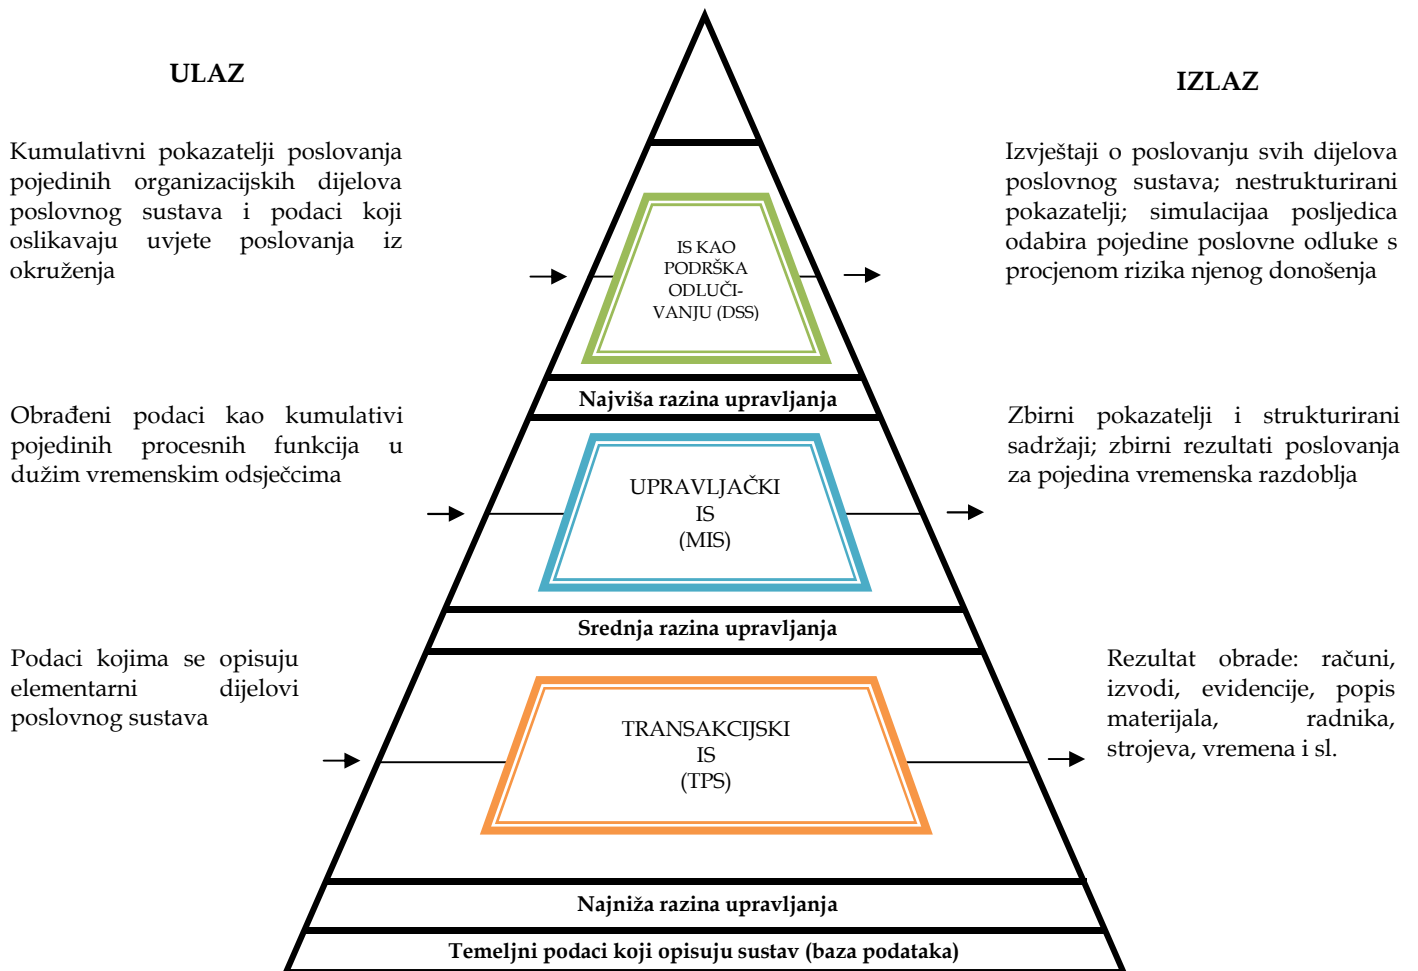 ULAZ
IZLAZ
Kumulativni pokazatelji poslovanja
pojedinih organizacijskih dijelova
poslovnog sustava i podaci koji
oslikavaju uvjete poslovanja iz
okruženja
IS KAO
PODRŠKA
ODLUČI-
VANJU (DSS)
Izvještaji o poslovanju svih dijelova
poslovnog sustava; nestrukturirani
pokazatelji; simulacijaa posljedica
odabira pojedine poslovne odluke s
procjenom rizika njenog donošenja
Najviša razina upravljanja
Obrađeni podaci kao kumulativi
pojedinih procesnih funkcija u
dužim vremenskim odsječcima
UPRAVLJAČKI
IS
(MIS)
Zbirni pokazatelji i strukturirani
sadržaji; zbirni rezultati poslovanja
za pojedina vremenska razdoblja
Srednja razina upravljanja
Podaci kojima se opisuju
elementarni dijelovi
poslovnog sustava
TRANSAKCIJSKI
IS
(TPS)
Rezultat obrade: računi,
izvodi, evidencije, popis
materijala, radnika,
strojeva, vremena i sl.
Najniža razina upravljanja
Temeljni podaci koji opisuju sustav (baza podataka)